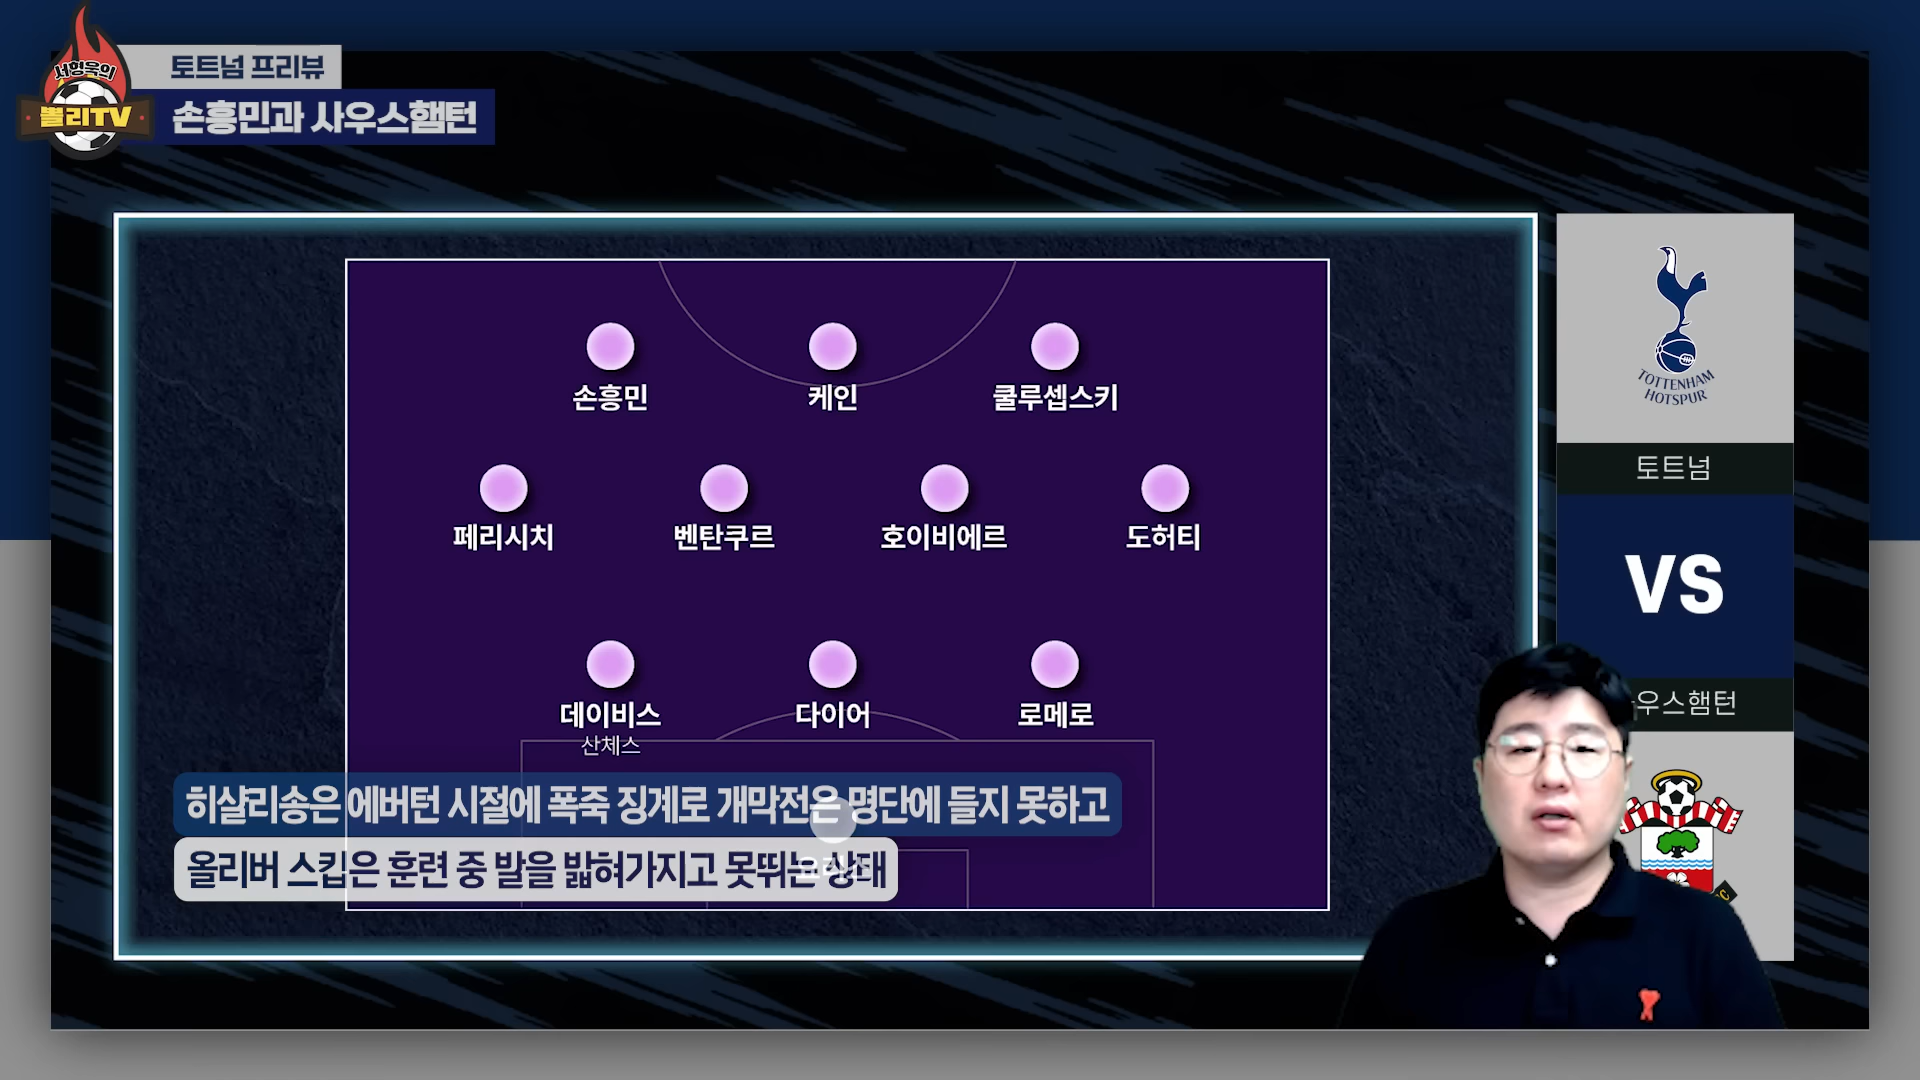 서형욱의
뽈리TV
토트넘 프리뷰
손흥민과 사우스햄턴
손흥민 케인 쿨루셉스키
페리시치 벤탄쿠르 호이비에르 도허티
데이비스 다이어 로메로
산체스
히샬리송은 에버턴 시절에 폭죽 징계로 개막전은 명단에 들지 못하고
올리버 스킵은 훈련 중 발을 밟혀가지고 못뛰는 상태
TOTTENHAM
HOTSPUR
토트넘
VS
우스햄턴